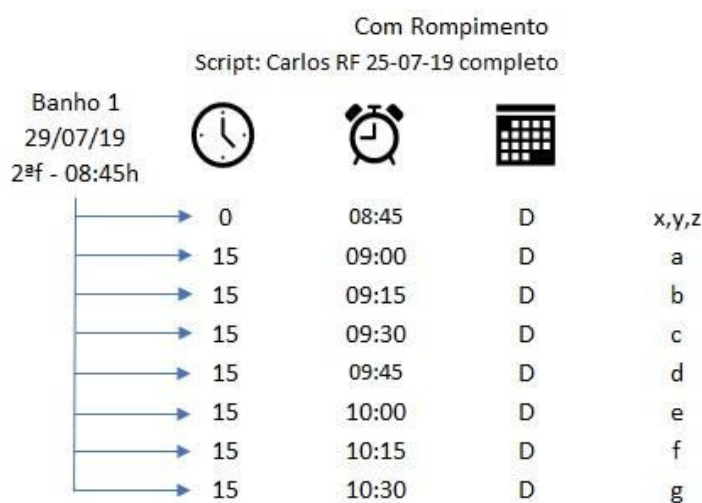 Com Rompimento
Script: Carlos RF 25-07-19 completo
Banho 1
29/07/19
2ªf - 08:45h
0 08:45 D x,y,z
15 09:00 D a
15 09:15 D b
15 09:30 D c
15 09:45 D d
15 10:00 D e
15 10:15 D f
15 10:30 D g